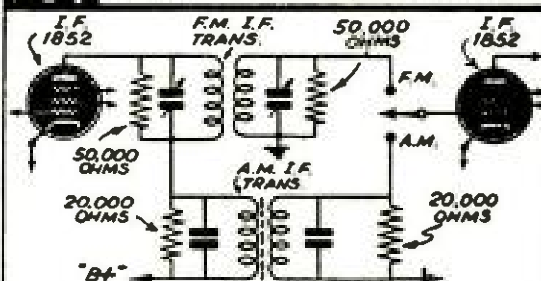 I.F.
1852
F.M. I.F.
TRANS.
50,000
OHMS
I.F.
1852
F.M.
A.M.
50,000
OHMS
A.M. I.F.
TRANS
20,000
OHMS
20,000
OHMS
"B+"